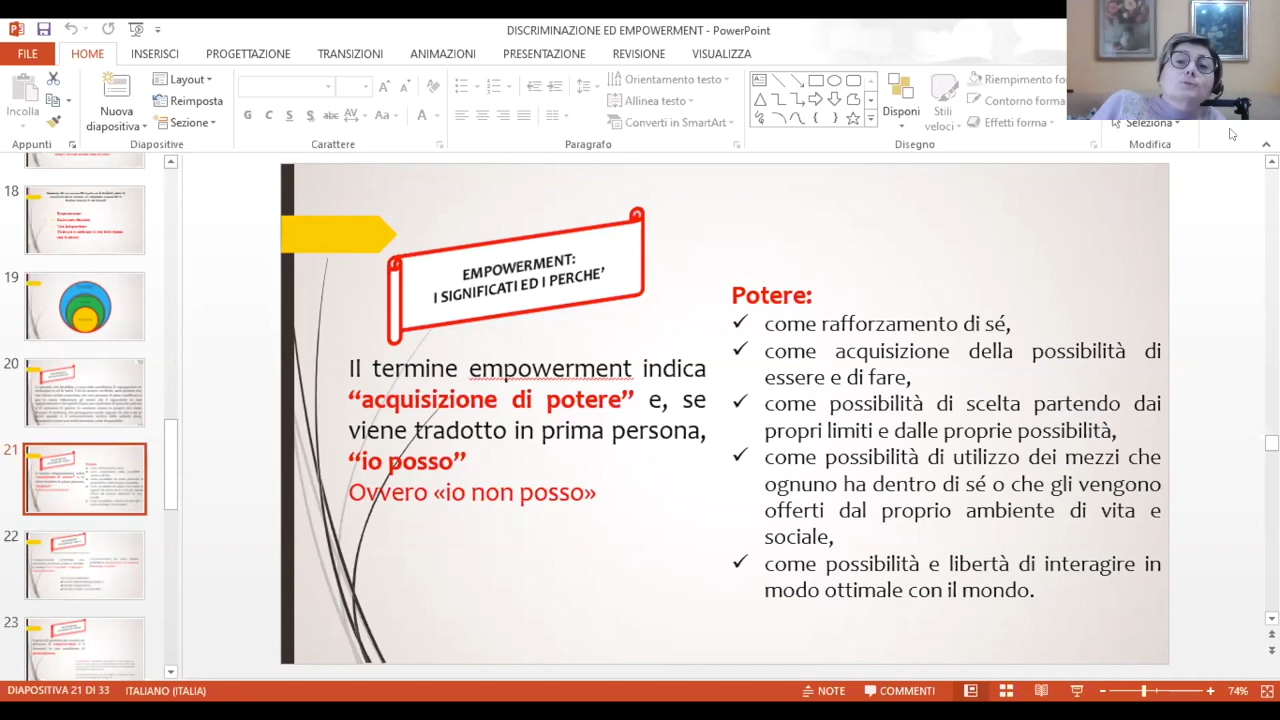 DISCRIMINAZIONE ED EMPOWERMENT - PowerPoint
FILE
HOME
INSERISCI
PROGETTAZIONE
TRANSIZIONI
ANIMAZIONI
PRESENTAZIONE
REVISIONE
VISUALIZZA
Incolla
Nuova
diapositiva
Layout
Reimposta
Sezione
G C S S abc AV Aa A
Orientamento testo
Allinea testo
Converti in SmartArt
Disponi
Stili
veloci
Riempimento forma
Contorno forma
Effetti forma
Seleziona
Appunti
Diapositive
Carattere
Paragrafo
Disegno
Modifica
18
19
20
21
22
23
EMPOWERMENT:
I SIGNIFICATI ED I PERCHE’
Il termine empowerment indica
“acquisizione di potere” e, se
viene tradotto in prima persona,
“io posso”
Ovvero «io non posso»
Potere:
come rafforzamento di sé,
come acquisizione della possibilità di
essere e di fare,
come possibilità di scelta partendo dai
propri limiti e dalle proprie possibilità,
come possibilità di utilizzo dei mezzi che
ognuno ha dentro di sé o che gli vengono
offerti dal proprio ambiente di vita e
sociale,
come possibilità e libertà di interagire in
modo ottimale con il mondo.
DIAPOSITIVA 21 DI 33
ITALIANO (ITALIA)
NOTE
COMMENTI
74%